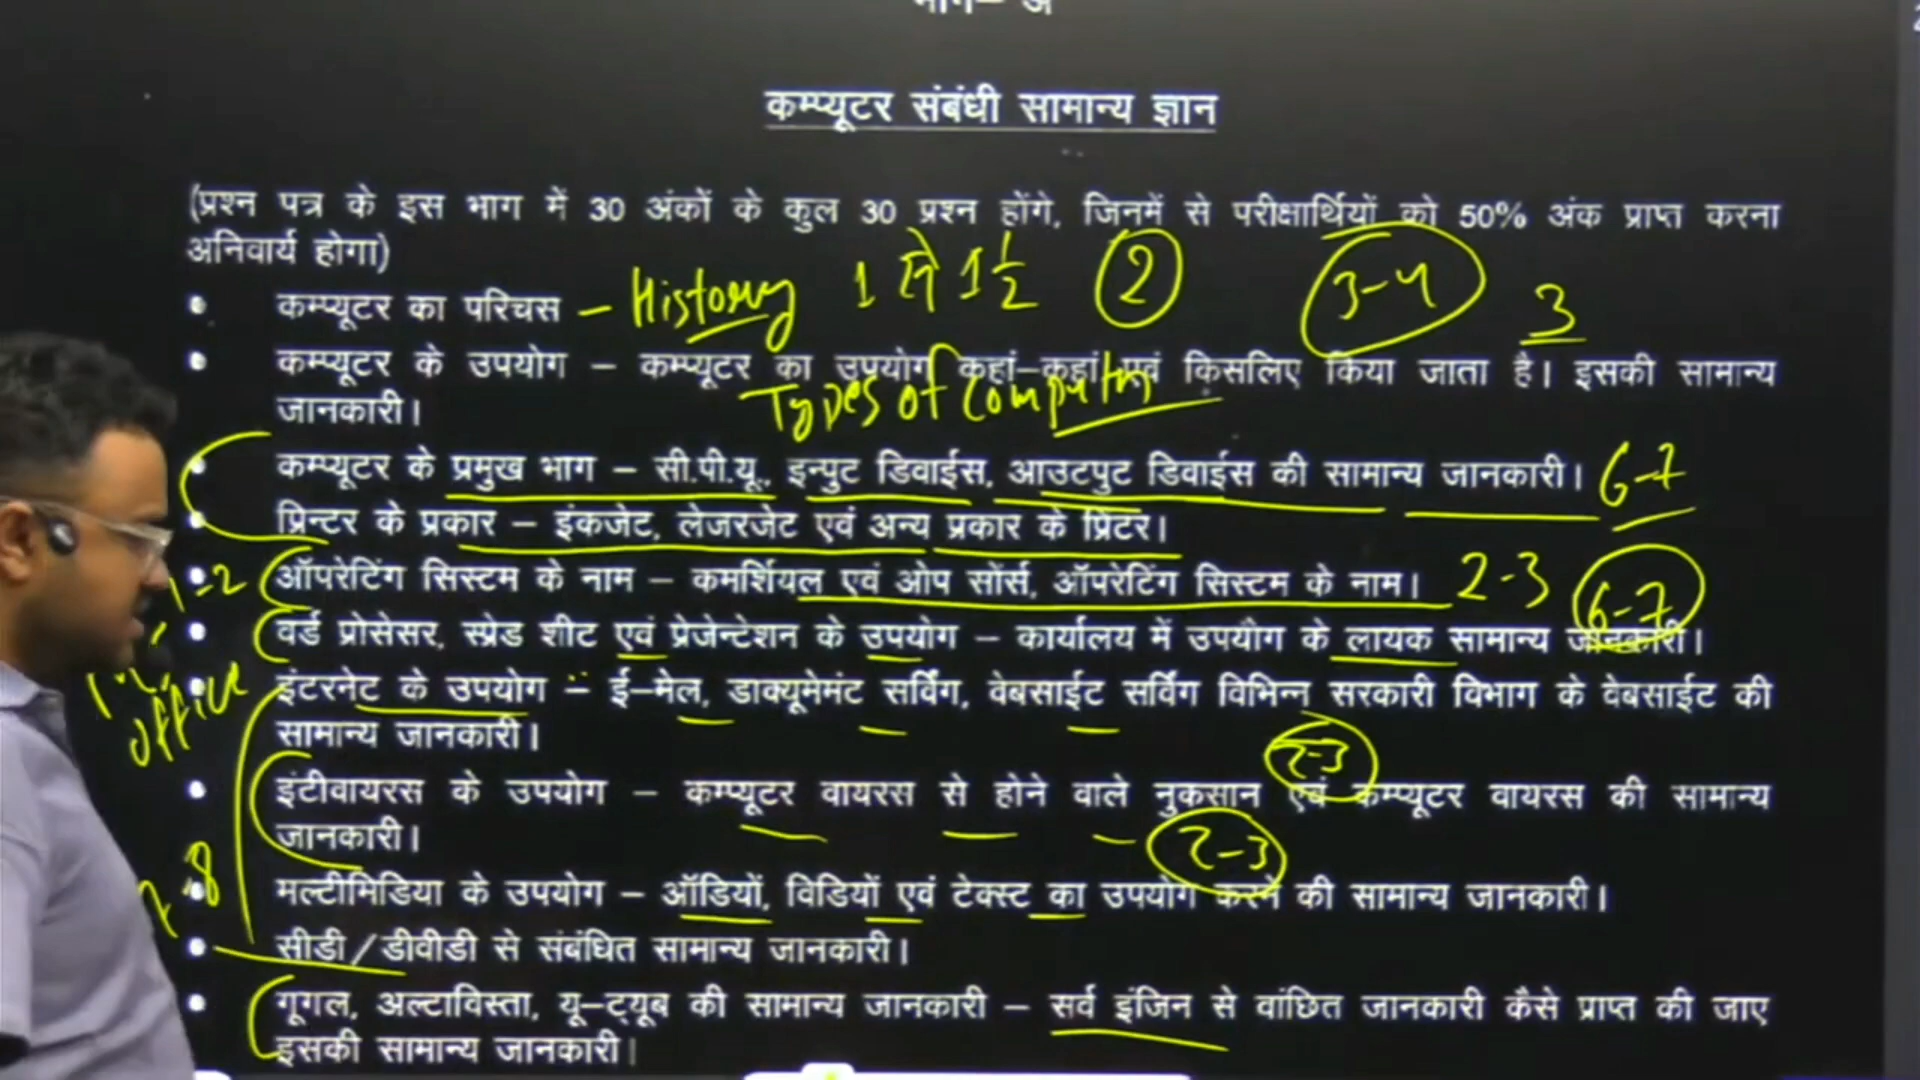 भाग– अ
कम्प्यूटर संबंधी सामान्य ज्ञान
(प्रश्न पत्र के इस भाग में 30 अंकों के कुल 30 प्रश्न होंगे, जिनमें से परीक्षार्थियों को 50% अंक प्राप्त करना
अनिवार्य होगा)
• कम्प्यूटर का परिचस – History 1 से 1 1/2 2 3-4 3
• कम्प्यूटर के उपयोग – कम्प्यूटर का उपयोग कहां–कहां एवं किसलिए किया जाता है। इसकी सामान्य
जानकारी। Types of Computer
• कम्प्यूटर के प्रमुख भाग – सी.पी.यू., इन्पुट डिवाईस, आउटपुट डिवाईस की सामान्य जानकारी। 6-7
• प्रिन्टर के प्रकार – इंकजेट, लेजरजेट एवं अन्य प्रकार के प्रिंटर।
1-2 • ऑपरेटिंग सिस्टम के नाम – कमर्शियल एवं ओप सोर्स, ऑपरेटिंग सिस्टम के नाम। 2-3 6-7
• वर्ड प्रोसेसर, स्प्रेड शीट एवं प्रेजेन्टेशन के उपयोग – कार्यालय में उपयौग के लायक सामान्य जानकारी।
office • इंटरनेट के उपयोग – ई–मेल, डाक्यूमेमंट सर्विंग, वेबसाईट सर्विंग विभिन्न सरकारी विभाग के वेबसाईट की
सामान्य जानकारी। 2-3
• इंटीवायरस के उपयोग – कम्प्यूटर वायरस से होने वाले नुकसान एवं कम्प्यूटर वायरस की सामान्य
जानकारी। 2-3
• मल्टीमिडिया के उपयोग – ऑडियों, विडियों एवं टेक्स्ट का उपयोग करने की सामान्य जानकारी।
• सीडी/डीवीडी से संबंधित सामान्य जानकारी।
• गूगल, अल्टाविस्ता, यू–ट्यूब की सामान्य जानकारी – सर्व इंजिन से वांछित जानकारी कैसे प्राप्त की जाए
इसकी सामान्य जानकारी।